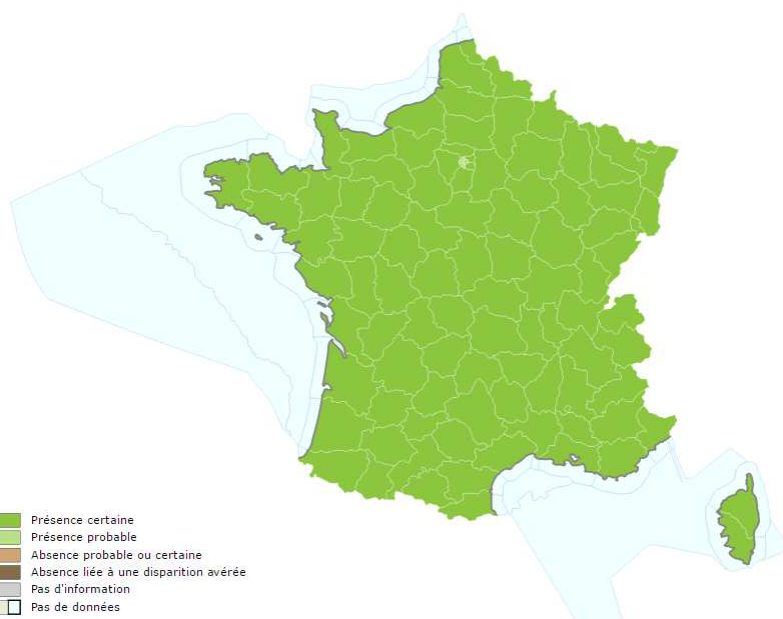 Présence certaine
Présence probable
Absence probable ou certaine
Absence liée à une disparition avérée
Pas d'information
Pas de données